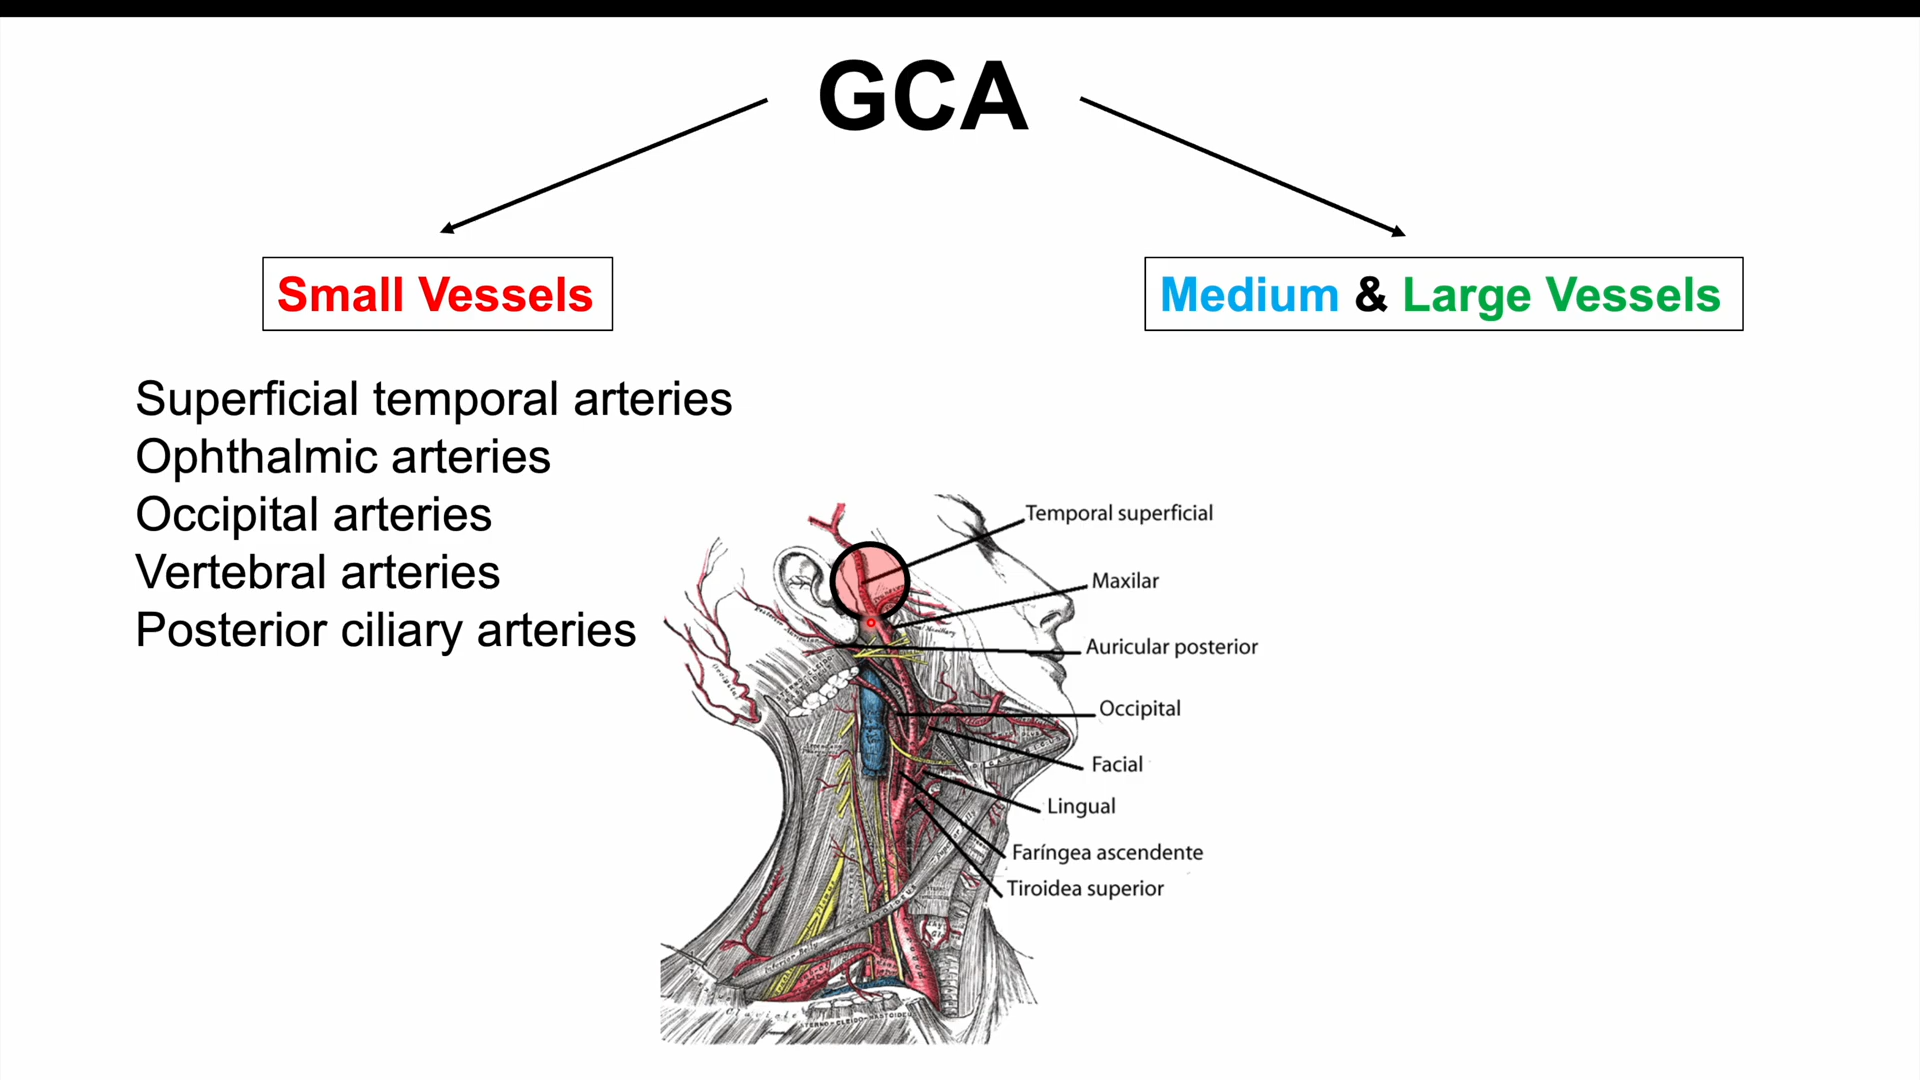 GCA
Small Vessels
Medium & Large Vessels
Superficial temporal arteries
Ophthalmic arteries
Occipital arteries
Vertebral arteries
Posterior ciliary arteries
Temporal superficial
Maxilar
Auricular posterior
Occipital
Facial
Lingual
Faríngea ascendente
Tiroidea superior